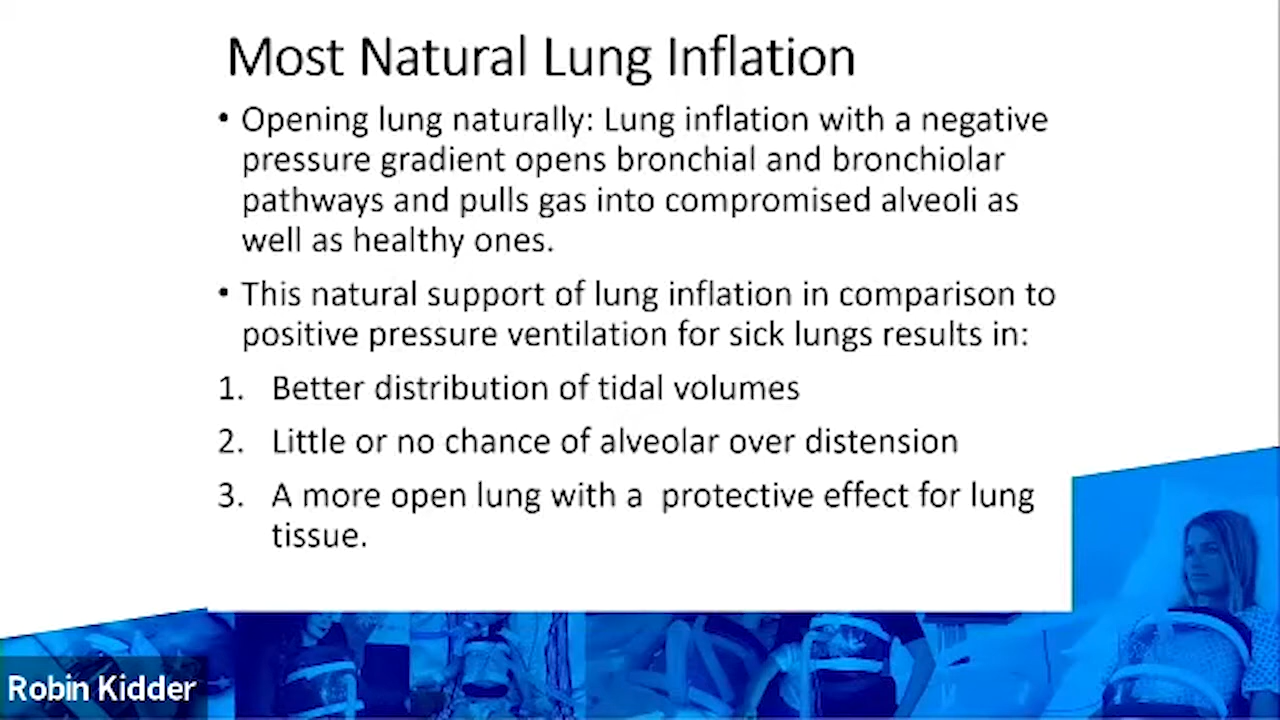 Most Natural Lung Inflation
• Opening lung naturally: Lung inflation with a negative
pressure gradient opens bronchial and bronchiolar
pathways and pulls gas into compromised alveoli as
well as healthy ones.
• This natural support of lung inflation in comparison to
positive pressure ventilation for sick lungs results in:
1. Better distribution of tidal volumes
2. Little or no chance of alveolar over distension
3. A more open lung with a  protective effect for lung
tissue.
Robin Kidder